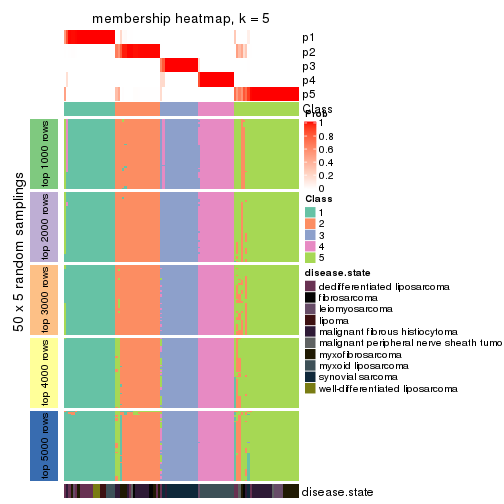 membership heatmap, k = 5
p1
p2
p3
p4
p5
Class
Prob
1
0.8
0.6
0.4
0.2
0
Class
1
2
3
4
5
disease.state
dedifferentiated liposarcoma
fibrosarcoma
leiomyosarcoma
lipoma
malignant fibrous histiocytoma
malignant peripheral nerve sheath tumo
myxofibrosarcoma
myxoid liposarcoma
synovial sarcoma
well-differentiated liposarcoma
50 x 5 random samplings
top 1000 rows
top 2000 rows
top 3000 rows
top 4000 rows
top 5000 rows
disease.state